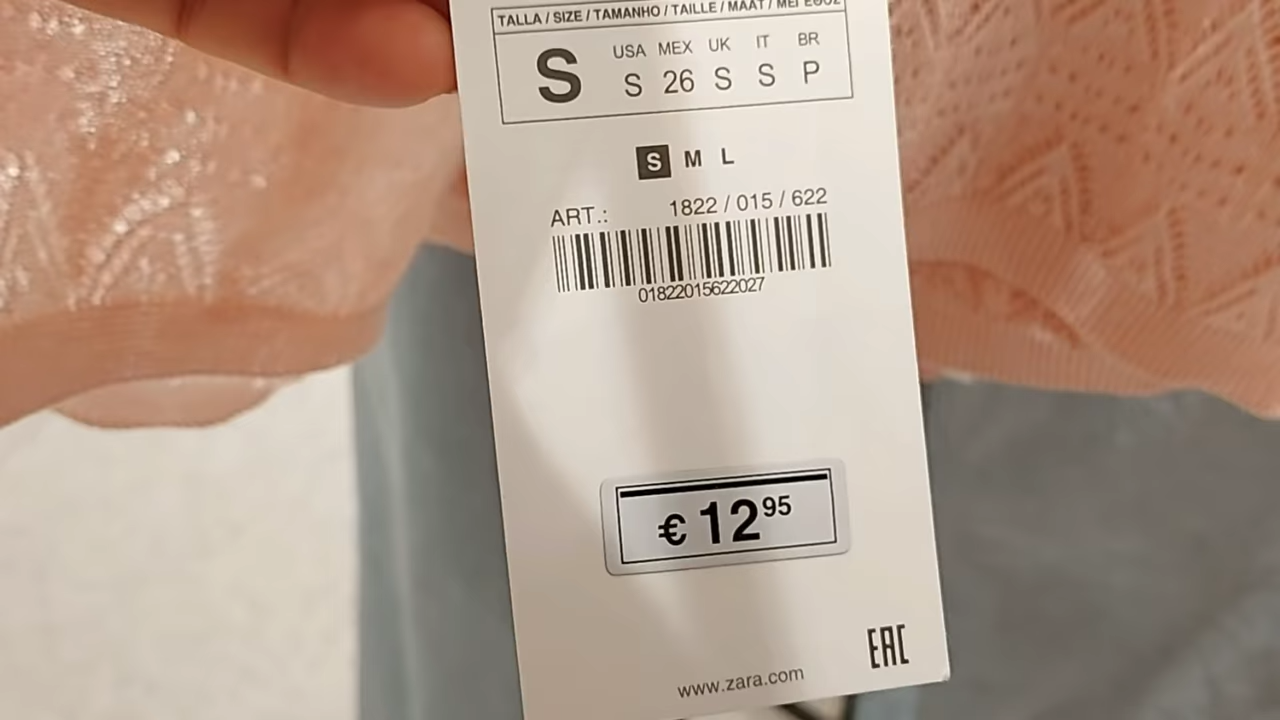 TALLA / SIZE / TAMANHO / TAILLE / MAAT /
USA MEX UK IT BR
S S 26 S S P
S M L
ART.: 1822 / 015 / 622
01822015622027
€ 12 95
EAC
www.zara.com